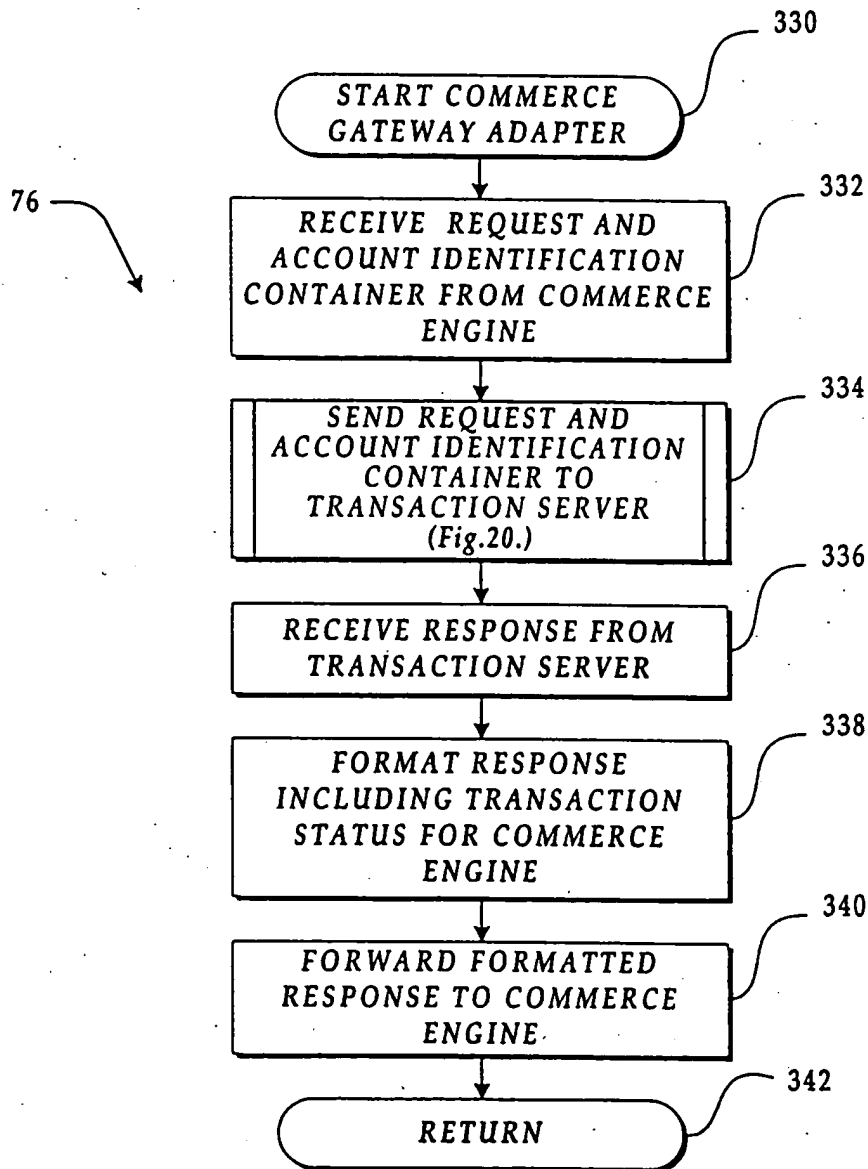 330
START COMMERCE
GATEWAY ADAPTER
76
332
RECEIVE REQUEST AND
ACCOUNT IDENTIFICATION
CONTAINER FROM COMMERCE
ENGINE
334
SEND REQUEST AND
ACCOUNT IDENTIFICATION
CONTAINER TO
TRANSACTION SERVER
(Fig.20.)
336
RECEIVE RESPONSE FROM
TRANSACTION SERVER
338
FORMAT RESPONSE
INCLUDING TRANSACTION
STATUS FOR COMMERCE
ENGINE
340
FORWARD FORMATTED
RESPONSE TO COMMERCE
ENGINE
342
RETURN